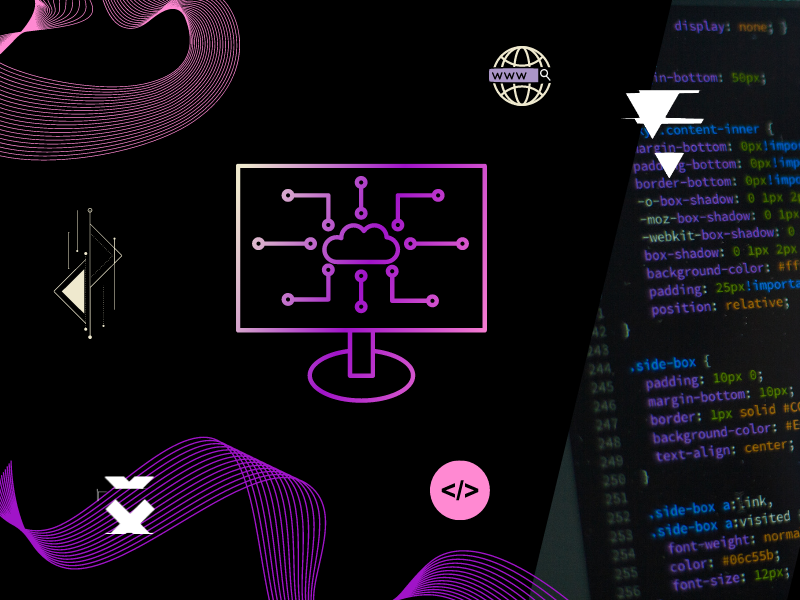 WWW
</>
display: none; }
in-bottom: 50px;
.content-inner {
margin-bottom: 0px!impo
padding-bottom: 0px!im
border-bottom: 0px!im
-o-box-shadow: 0 1px 2p
-moz-box-shadow: 0 1px
-webkit-box-shadow: 0
box-shadow: 0 1px 2px
background-color: #ff
padding: 25px!importa
position: relative;
242 }
243
244 .side-box {
245 padding: 10px 0;
246 margin-bottom: 10px;
247 border: 1px solid #C
248 background-color: #E
249 text-align: center;
250 }
251
252 .side-box a:link,
253 .side-box a:visited
254 font-weight: norma
255 color: #06c55b;
256 font-size: 12px;